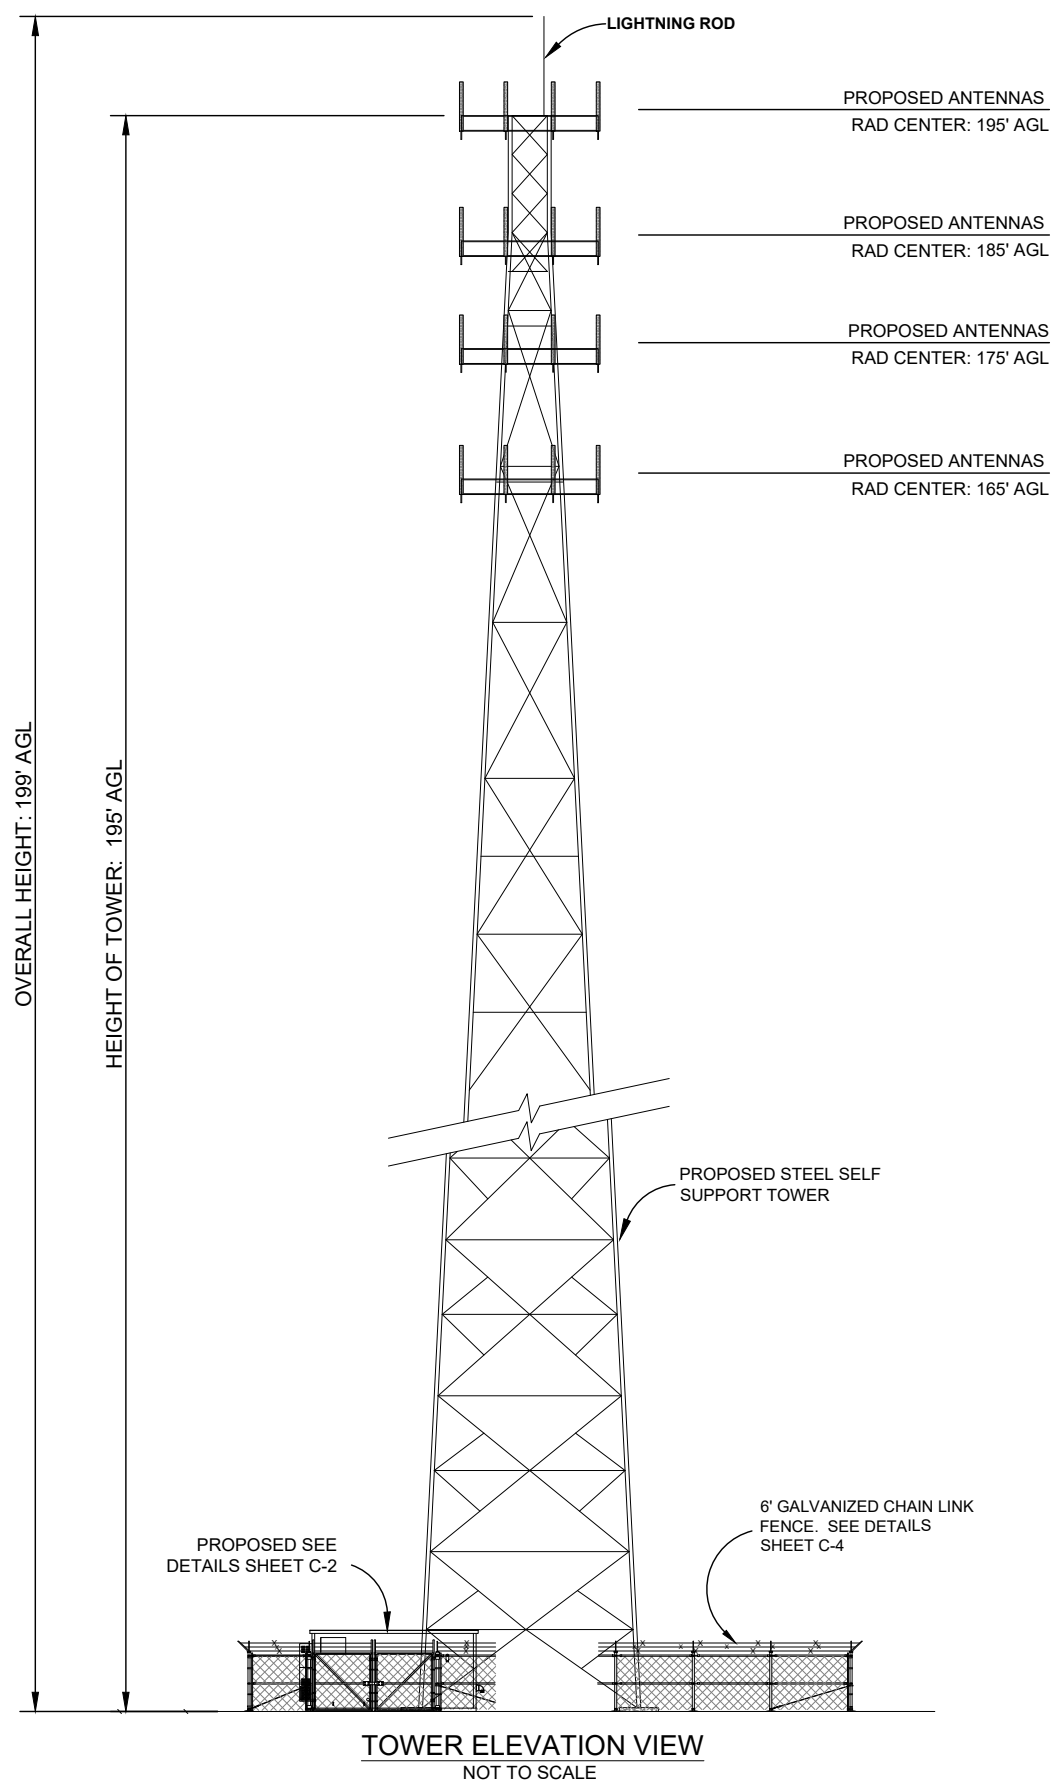 LIGHTNING ROD
PROPOSED ANTENNAS
RAD CENTER: 195' AGL
PROPOSED ANTENNAS
RAD CENTER: 185' AGL
PROPOSED ANTENNAS
RAD CENTER: 175' AGL
PROPOSED ANTENNAS
RAD CENTER: 165' AGL
OVERALL HEIGHT: 199' AGL
HEIGHT OF TOWER: 195' AGL
PROPOSED STEEL SELF
SUPPORT TOWER
6' GALVANIZED CHAIN LINK
FENCE. SEE DETAILS
SHEET C-4
PROPOSED SEE
DETAILS SHEET C-2
TOWER ELEVATION VIEW
NOT TO SCALE